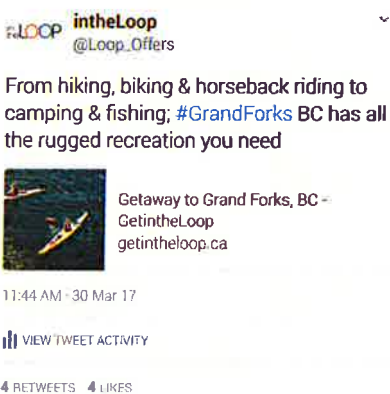 LOOP intheLoop
@Loop_Offers
From hiking, biking & horseback riding to
camping & fishing; #GrandForks BC has all
the rugged recreation you need
Getaway to Grand Forks, BC -
GetintheLoop
getintheloop.ca
11:44 AM - 30 Mar 17
VIEW TWEET ACTIVITY
4 RETWEETS 4 LIKES